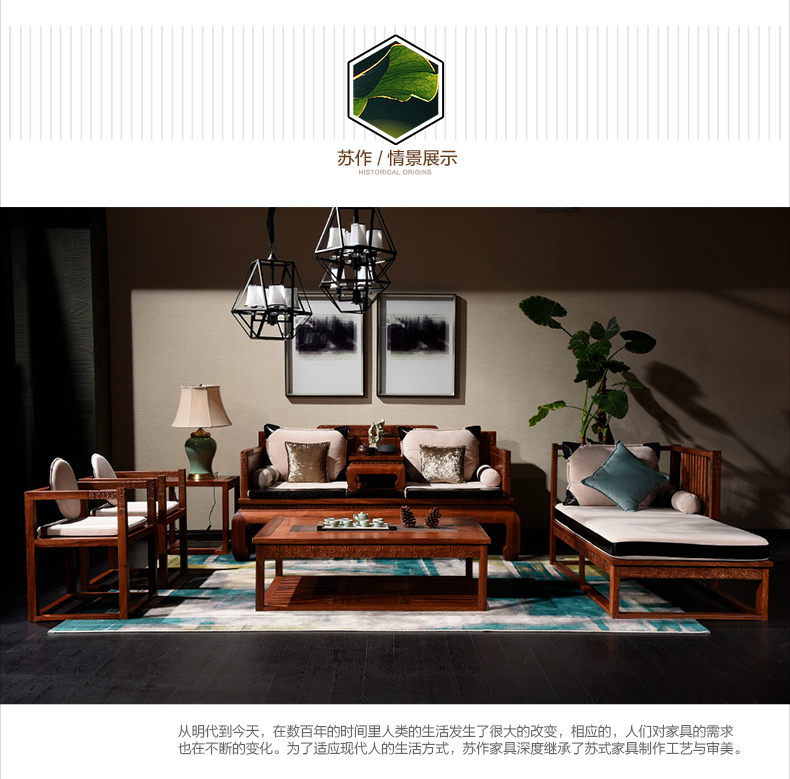 苏作 / 情景展示
HISTORICAL ORIGINS
从明代到今天，在数百年的时间里人类的生活发生了很大的改变，相应的，人们对家具的需求
也在不断的变化。为了适应现代人的生活方式，苏作家具深度继承了苏式家具制作工艺与审美。